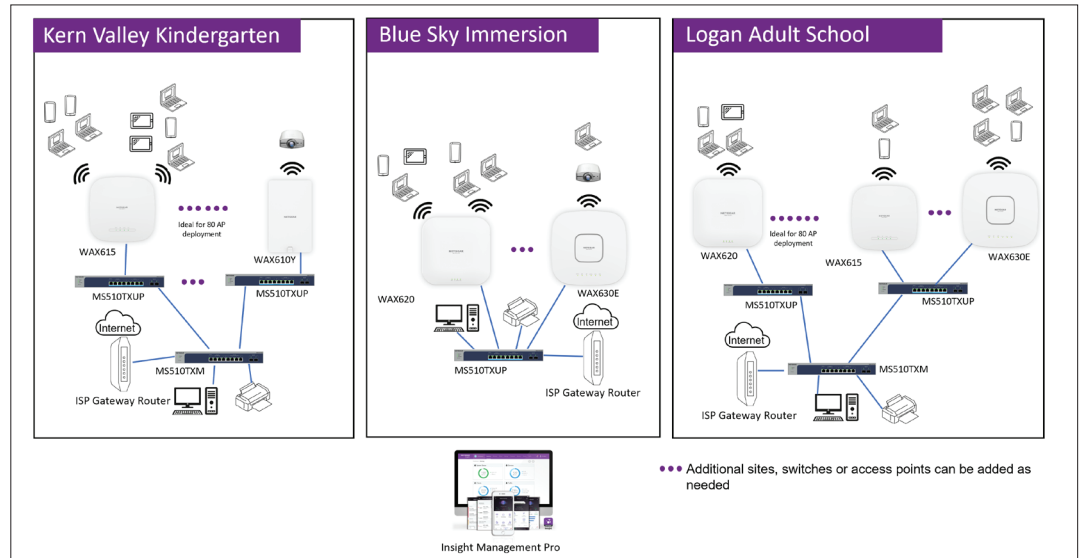 Kern Valley Kindergarten
Ideal for 80 AP
deployment
WAX615
WAX610Y
MS510TXUP
MS510TXUP
Internet
MS510TXM
ISP Gateway Router
Blue Sky Immersion
WAX620
WAX630E
Internet
MS510TXUP
ISP Gateway Router
Logan Adult School
Ideal for 80 AP
deployment
WAX620
WAX615
WAX630E
MS510TXUP
MS510TXUP
Internet
MS510TXM
ISP Gateway Router
Additional sites, switches or access points can be added as
needed
Insight Management Pro